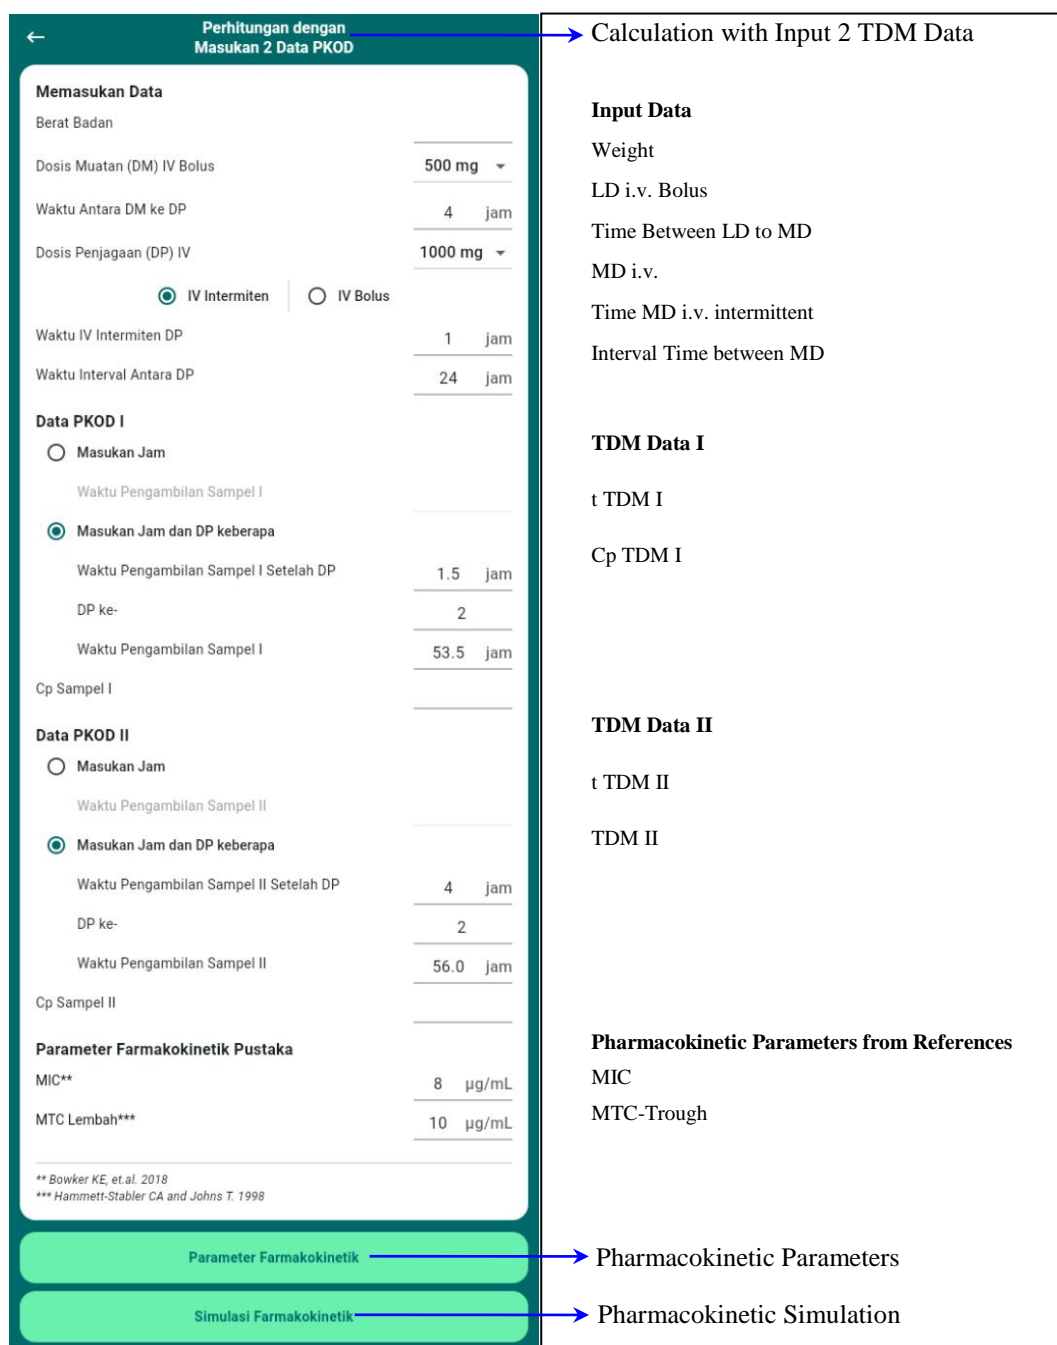 Perhitungan dengan
Masukan 2 Data PKOD
Memasukan Data
Berat Badan
Dosis Muatan (DM) IV Bolus 500 mg
Waktu Antara DM ke DP 4 jam
Dosis Penjagaan (DP) IV 1000 mg
IV Intermiten IV Bolus
Waktu IV Intermiten DP 1 jam
Waktu Interval Antara DP 24 jam
Data PKOD I
Masukan Jam
Waktu Pengambilan Sampel I
Masukan Jam dan DP keberapa
Waktu Pengambilan Sampel I Setelah DP 1.5 jam
DP ke- 2
Waktu Pengambilan Sampel I 53.5 jam
Cp Sampel I
Data PKOD II
Masukan Jam
Waktu Pengambilan Sampel II
Masukan Jam dan DP keberapa
Waktu Pengambilan Sampel II Setelah DP 4 jam
DP ke- 2
Waktu Pengambilan Sampel II 56.0 jam
Cp Sampel II
Parameter Farmakokinetik Pustaka
MIC** 8 µg/mL
MTC Lembah*** 10 µg/mL
** Bowker KE, et.al. 2018
*** Hammett-Stabler CA and Johns T. 1998
Parameter Farmakokinetik
Simulasi Farmakokinetik
Calculation with Input 2 TDM Data
Input Data
Weight
LD i.v. Bolus
Time Between LD to MD
MD i.v.
Time MD i.v. intermittent
Interval Time between MD
TDM Data I
t TDM I
Cp TDM I
TDM Data II
t TDM II
TDM II
Pharmacokinetic Parameters from References
MIC
MTC-Trough
Pharmacokinetic Parameters
Pharmacokinetic Simulation